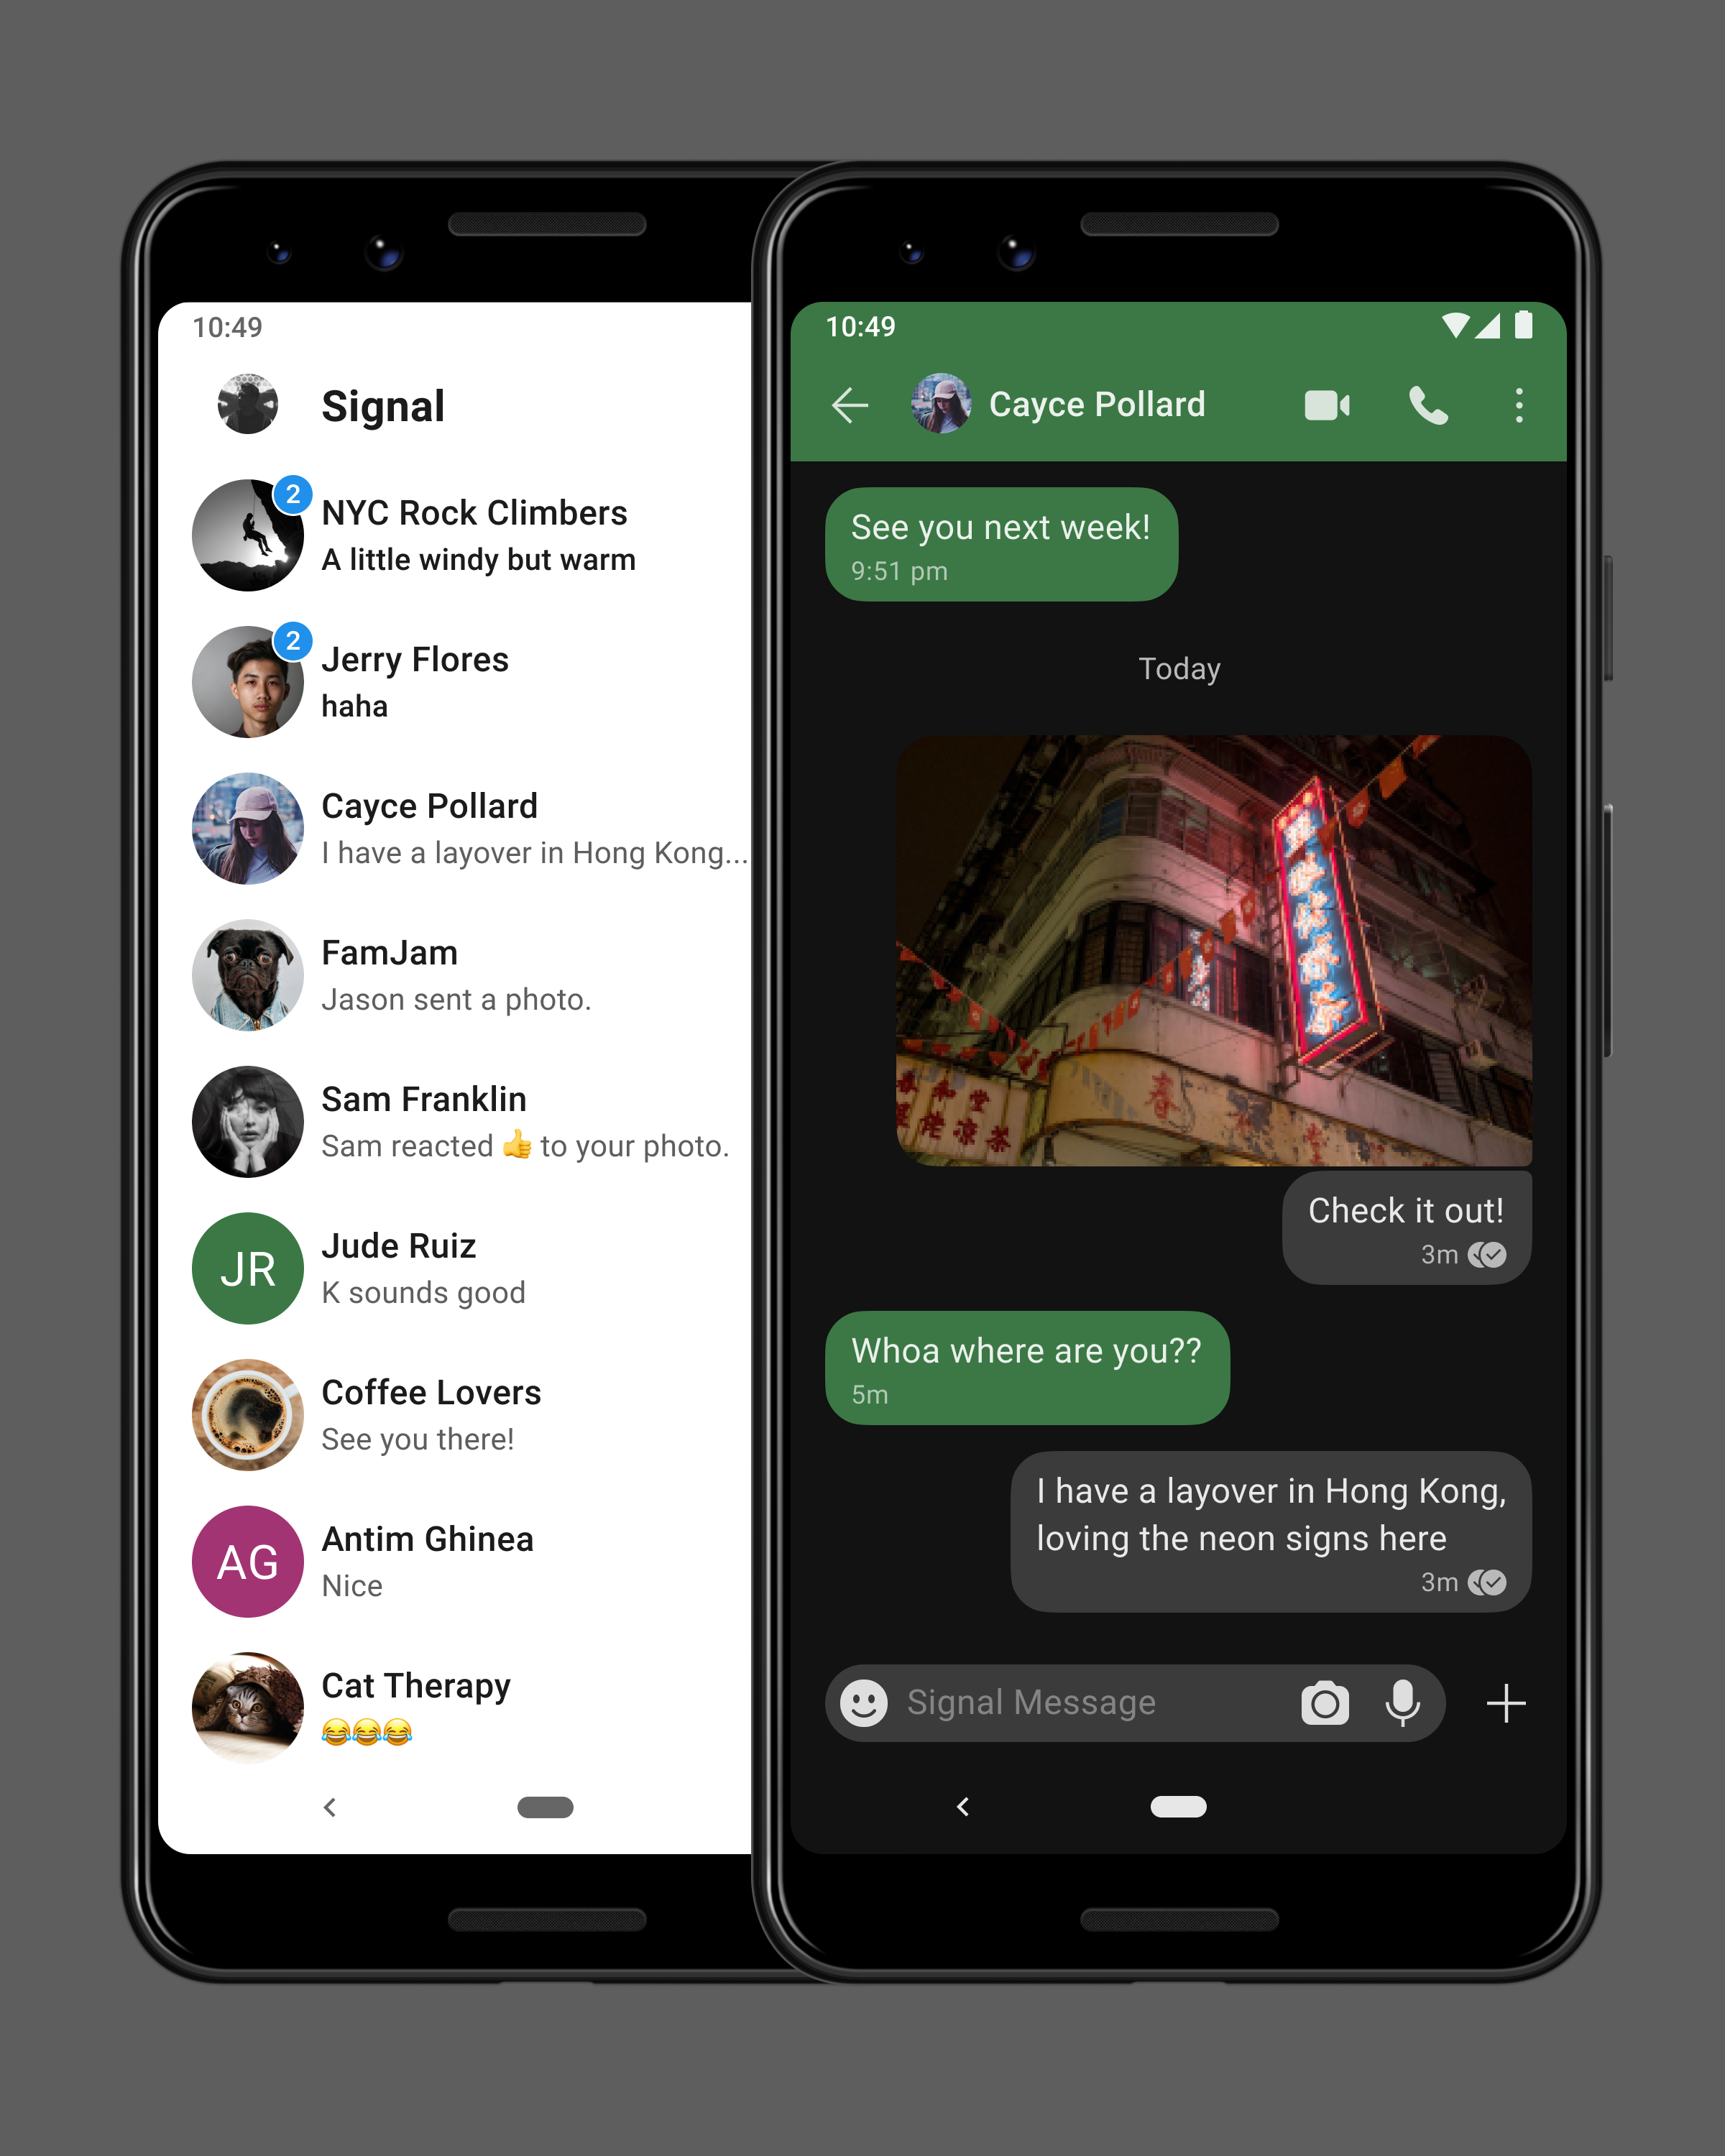 10:49
Signal
2
NYC Rock Climbers
A little windy but warm
2
Jerry Flores
haha
Cayce Pollard
I have a layover in Hong Kong...
FamJam
Jason sent a photo.
Sam Franklin
Sam reacted 👍 to your photo.
JR
Jude Ruiz
K sounds good
Coffee Lovers
See you there!
AG
Antim Ghinea
Nice
Cat Therapy
😂😂😂
10:49
Cayce Pollard
See you next week!
9:51 pm
Today
春
Check it out!
3m
Whoa where are you??
5m
I have a layover in Hong Kong,
loving the neon signs here
3m
Signal Message